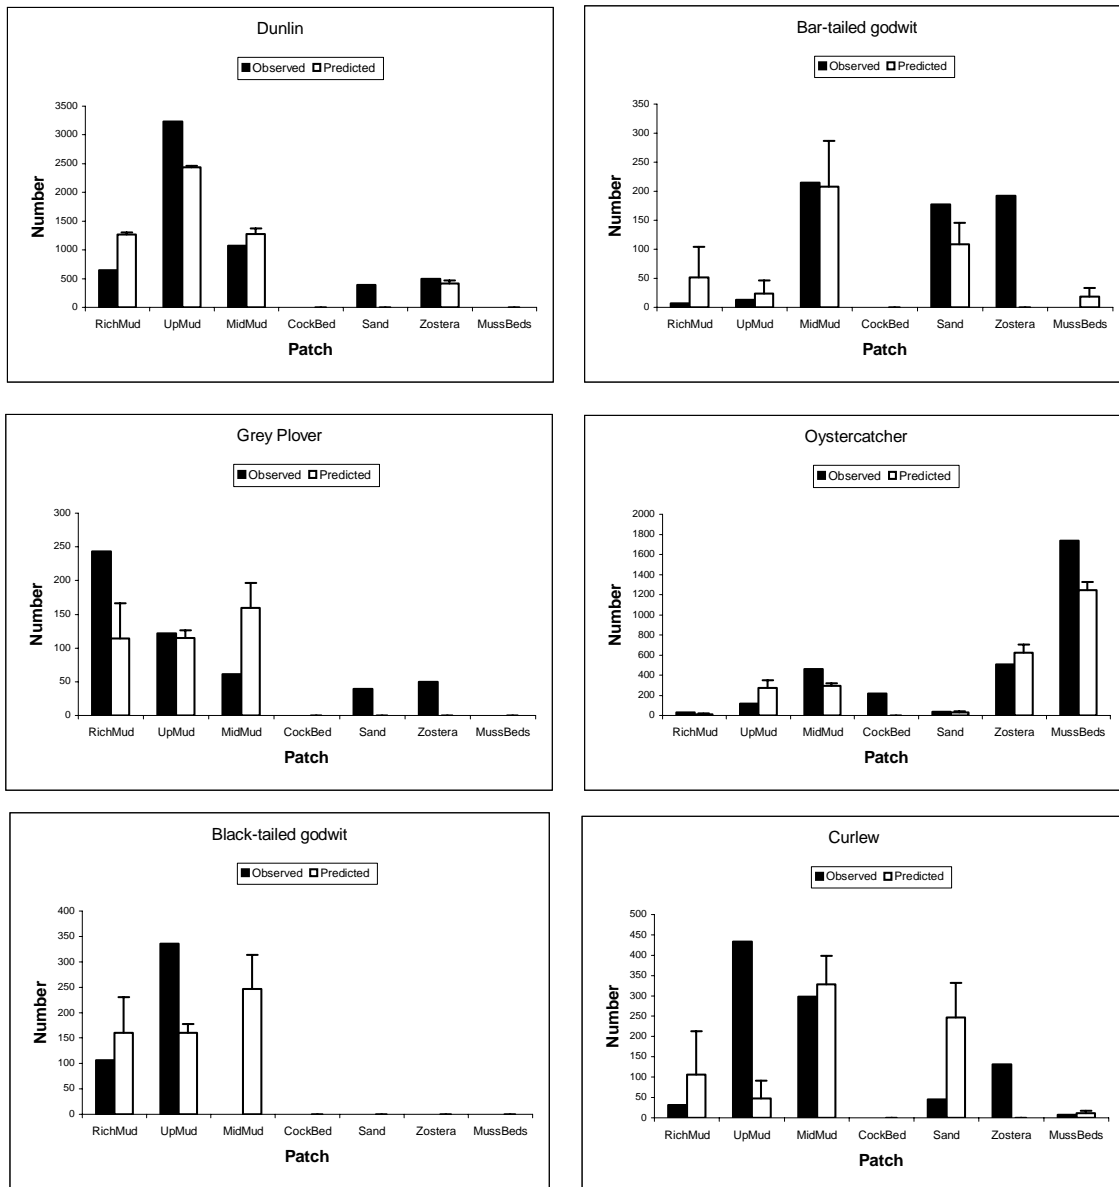 Dunlin
Observed Predicted
3500
3000
2500
2000
1500
1000
500
0
Number
RichMud UpMud MidMud CockBed Sand Zostera MussBeds
Patch
Bar-tailed godwit
Observed Predicted
350
300
250
200
150
100
50
0
Number
RichMud UpMud MidMud CockBed Sand Zostera MussBeds
Patch
Grey Plover
Observed Predicted
300
250
200
150
100
50
0
Number
RichMud UpMud MidMud CockBed Sand Zostera MussBeds
Patch
Oystercatcher
Observed Predicted
2000
1800
1600
1400
1200
1000
800
600
400
200
0
Number
RichMud UpMud MidMud CockBed Sand Zostera MussBeds
Patch
Black-tailed godwit
Observed Predicted
400
350
300
250
200
150
100
50
0
Number
RichMud UpMud MidMud CockBed Sand Zostera MussBeds
Patch
Curlew
Observed Predicted
500
450
400
350
300
250
200
150
100
50
0
Number
RichMud UpMud MidMud CockBed Sand Zostera MussBeds
Patch